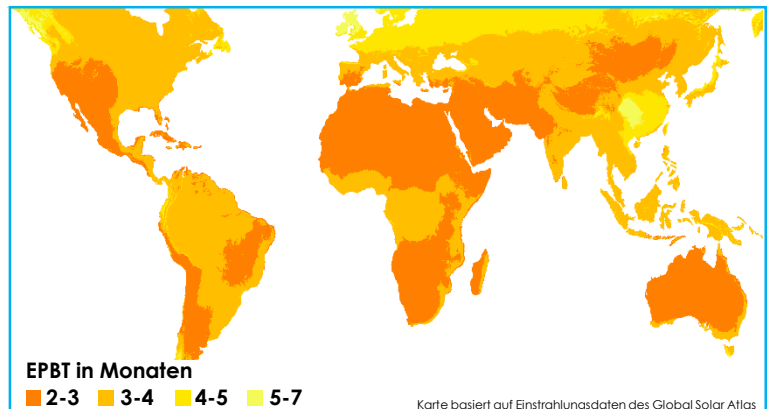 EPBT in Monaten
2-3 3-4 4-5 5-7
Karte basiert auf Einstrahlungsdaten des Global Solar Atlas